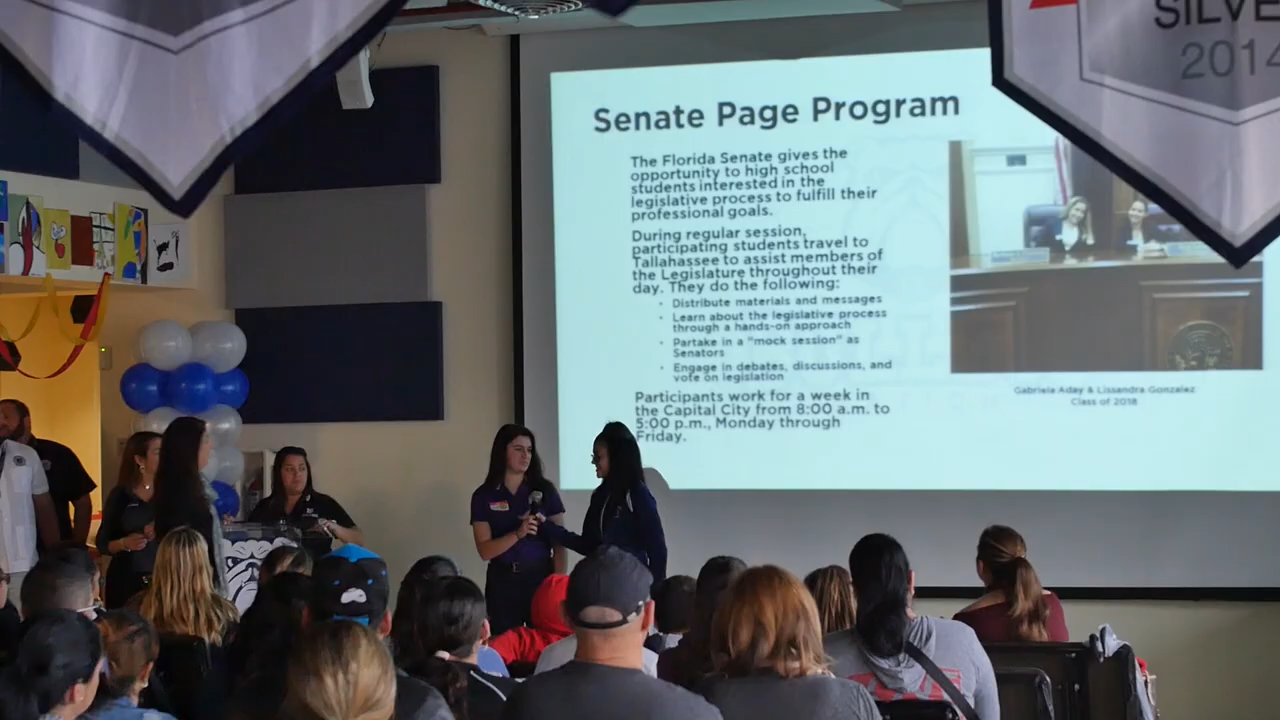 SILVE
2014
Senate Page Program
The Florida Senate gives the
opportunity to high school
students interested in the
legislative process to fulfill their
professional goals.
During regular session,
participating students travel to
Tallahassee to assist members of
the Legislature throughout their
day. They do the following:
• Distribute materials and messages
• Learn about the legislative process
through a hands-on approach
• Partake in a "mock session" as
Senators
• Engage in debates, discussions, and
vote on legislation
Participants work for a week in
the Capital City from 8:00 a.m. to
5:00 p.m., Monday through
Friday.
Gabriela Aday & Lissandra Gonzalez
Class of 2018